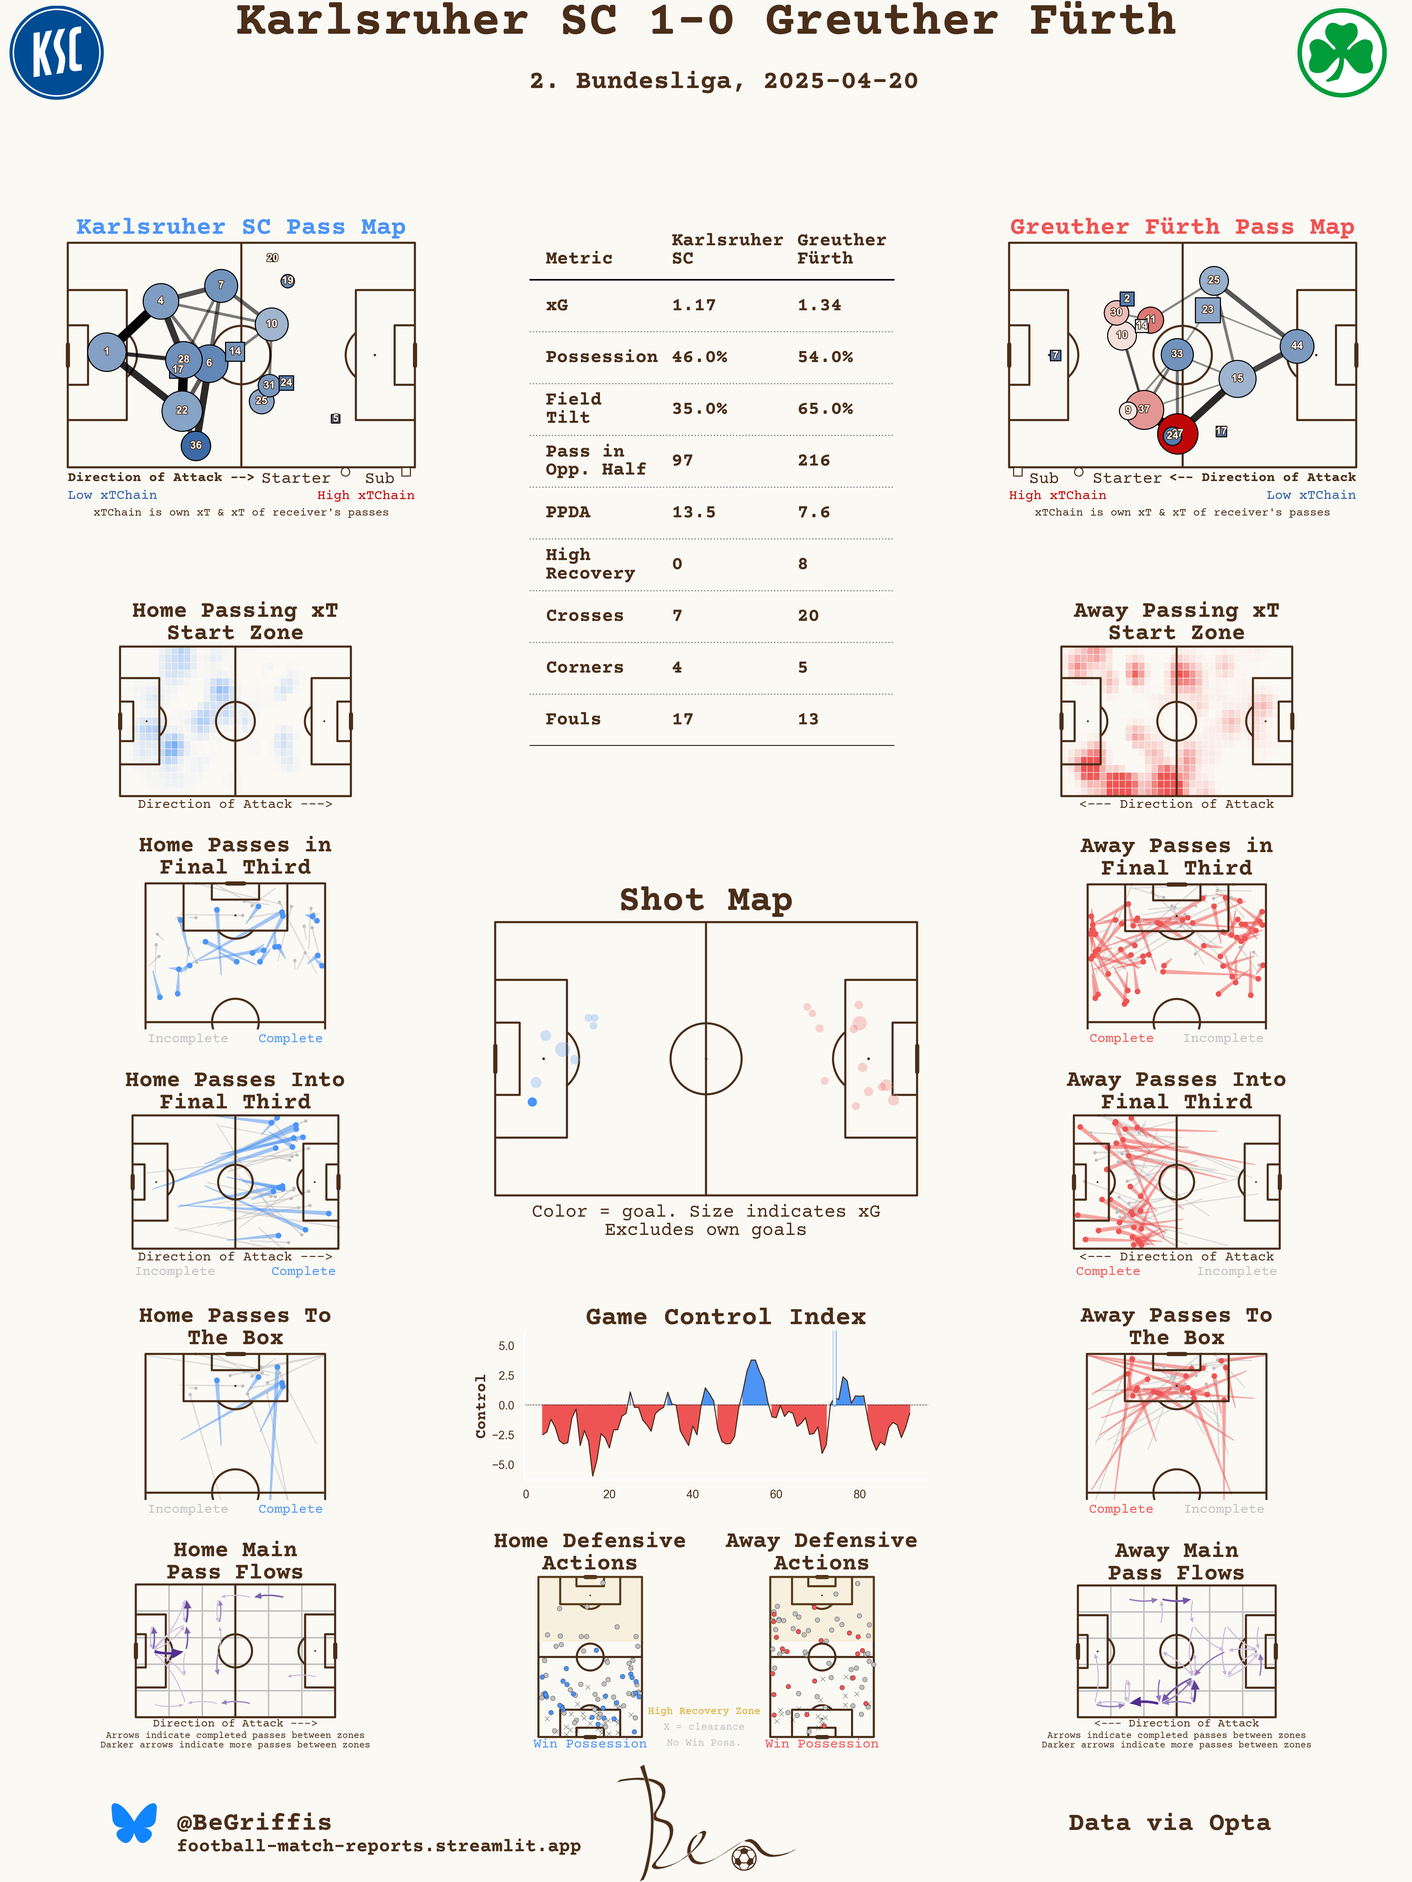 Karlsruher SC 1-0 Greuther Fürth
2. Bundesliga, 2025-04-20
KSC
Karlsruher SC Pass Map
20
19
7
4
10
1
28
6
14
17
31
24
25
22
5
36
Direction of Attack --> Starter Sub
Low xTChain High xTChain
xTChain is own xT & xT of receiver's passes
Metric Karlsruher SC Greuther Fürth
xG 1.17 1.34
Possession 46.0% 54.0%
Field Tilt 35.0% 65.0%
Pass in Opp. Half 97 216
PPDA 13.5 7.6
High Recovery 0 8
Crosses 7 20
Corners 4 5
Fouls 17 13
Greuther Fürth Pass Map
25
2
30
23
11
14
10
44
7
33
15
9
37
24
17
Sub Starter <-- Direction of Attack
High xTChain Low xTChain
xTChain is own xT & xT of receiver's passes
Home Passing xT
Start Zone
Direction of Attack --->
Away Passing xT
Start Zone
<--- Direction of Attack
Home Passes in
Final Third
Incomplete Complete
Away Passes in
Final Third
Complete Incomplete
Shot Map
Color = goal. Size indicates xG
Excludes own goals
Home Passes Into
Final Third
Direction of Attack --->
Incomplete Complete
Away Passes Into
Final Third
<--- Direction of Attack
Complete Incomplete
Home Passes To
The Box
Incomplete Complete
Game Control Index
Control
5.0
2.5
0.0
−2.5
−5.0
0 20 40 60 80
Away Passes To
The Box
Complete Incomplete
Home Main
Pass Flows
Direction of Attack --->
Arrows indicate completed passes between zones
Darker arrows indicate more passes between zones
Home Defensive
Actions
Win Possession
High Recovery Zone
X = clearance
No Win Poss.
Away Defensive
Actions
Win Possession
Away Main
Pass Flows
<--- Direction of Attack
Arrows indicate completed passes between zones
Darker arrows indicate more passes between zones
@BeGriffis
football-match-reports.streamlit.app
Ben
Data via Opta